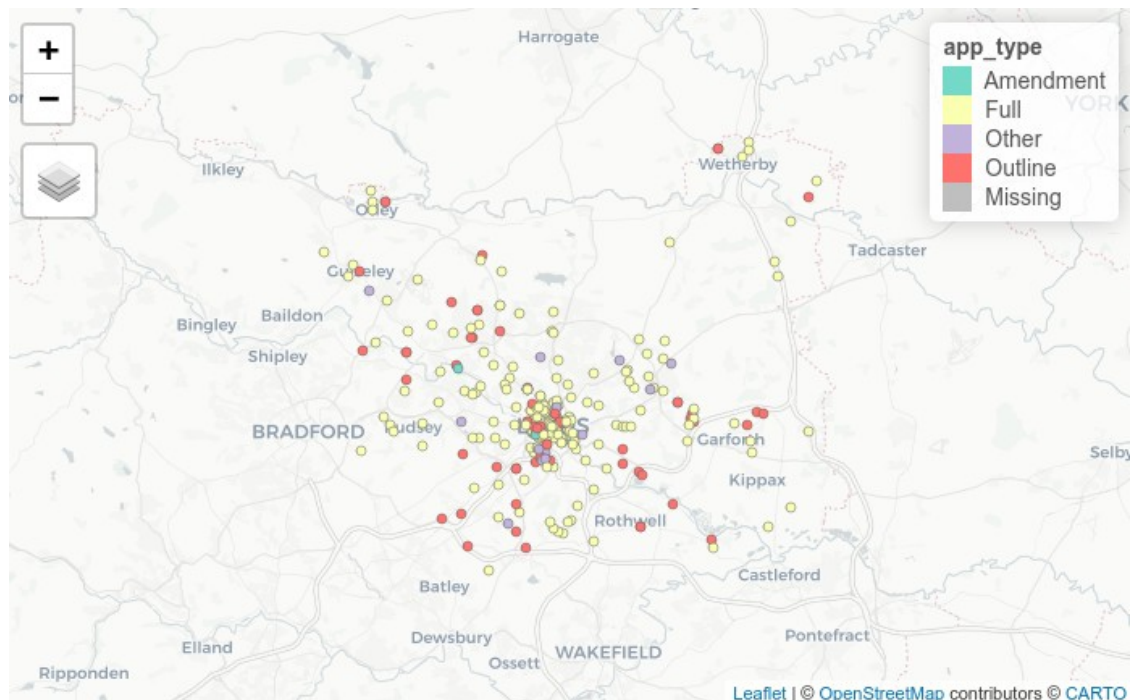 +
−
Harrogate
app_type
Amendment
Full
Other
Outline
Missing
YORK
Wetherby
Ilkley
Otley
Tadcaster
Guiseley
Baildon
Bingley
Shipley
BRADFORD
Pudsey
LEEDS
Garforth
Selby
Kippax
Rothwell
Castleford
Batley
Pontefract
Dewsbury
WAKEFIELD
Elland
Ossett
Ripponden
Leaflet | © OpenStreetMap contributors © CARTO